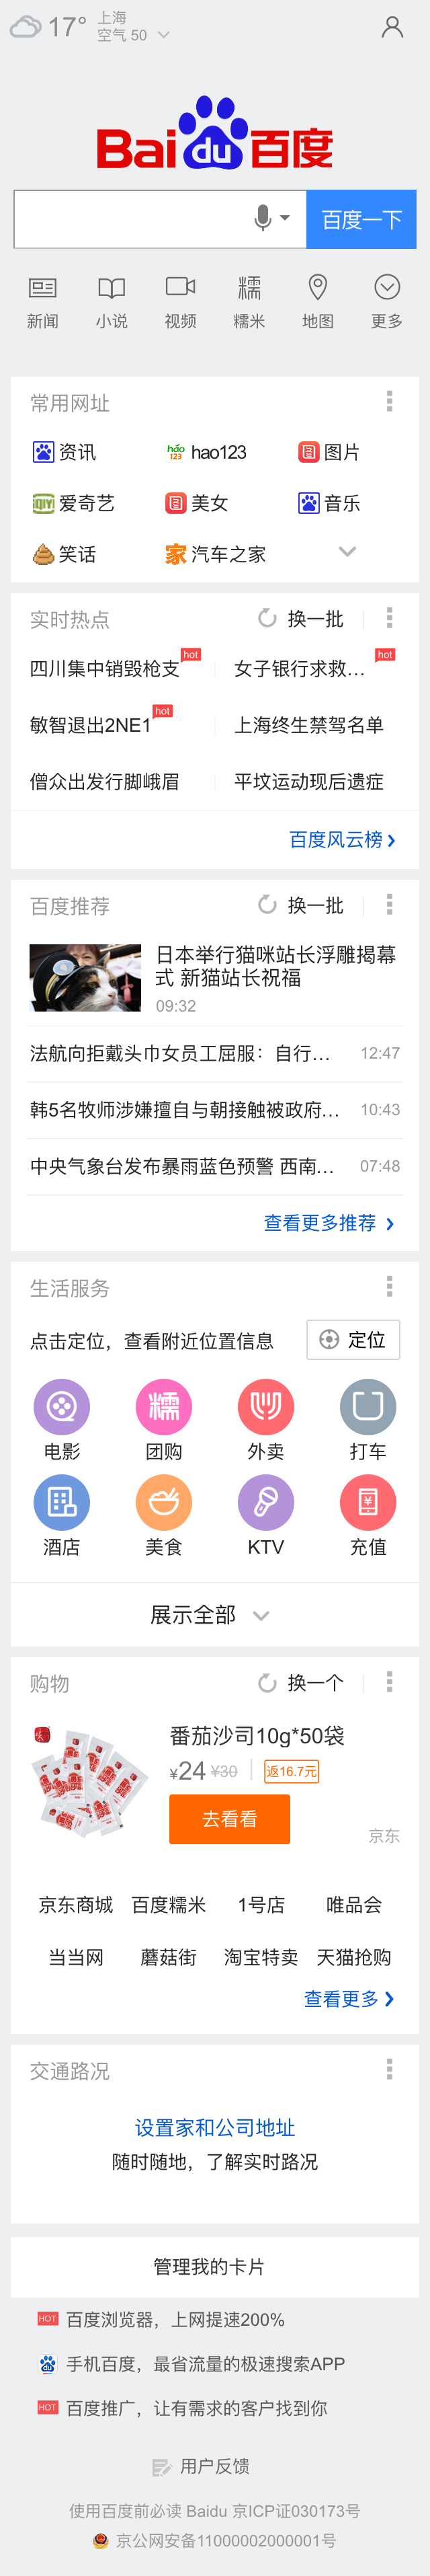 17° 上海
空气 50
Bai du 百度
百度一下
新闻 小说 视频 糯米 地图 更多
常用网址
资讯 hao123 图片
爱奇艺 美女 音乐
笑话 家 汽车之家
实时热点 换一批
四川集中销毁枪支 hot 女子银行求救... hot
敏智退出2NE1 hot 上海终生禁驾名单
僧众出发行脚峨眉 平坟运动现后遗症
百度风云榜
百度推荐 换一批
日本举行猫咪站长浮雕揭幕
式 新猫站长祝福
09:32
法航向拒戴头巾女员工屈服：自行... 12:47
韩5名牧师涉嫌擅自与朝接触被政府... 10:43
中央气象台发布暴雨蓝色预警 西南... 07:48
查看更多推荐
生活服务
点击定位，查看附近位置信息 定位
电影 团购 外卖 打车
酒店 美食 KTV 充值
展示全部
购物 换一个
番茄沙司10g*50袋
¥24 ¥30 返16.7元
去看看
京东
京东商城 百度糯米 1号店 唯品会
当当网 蘑菇街 淘宝特卖 天猫抢购
查看更多
交通路况
设置家和公司地址
随时随地，了解实时路况
管理我的卡片
HOT 百度浏览器，上网提速200%
手机百度，最省流量的极速搜索APP
HOT 百度推广，让有需求的客户找到你
用户反馈
使用百度前必读 Baidu 京ICP证030173号
京公网安备11000002000001号